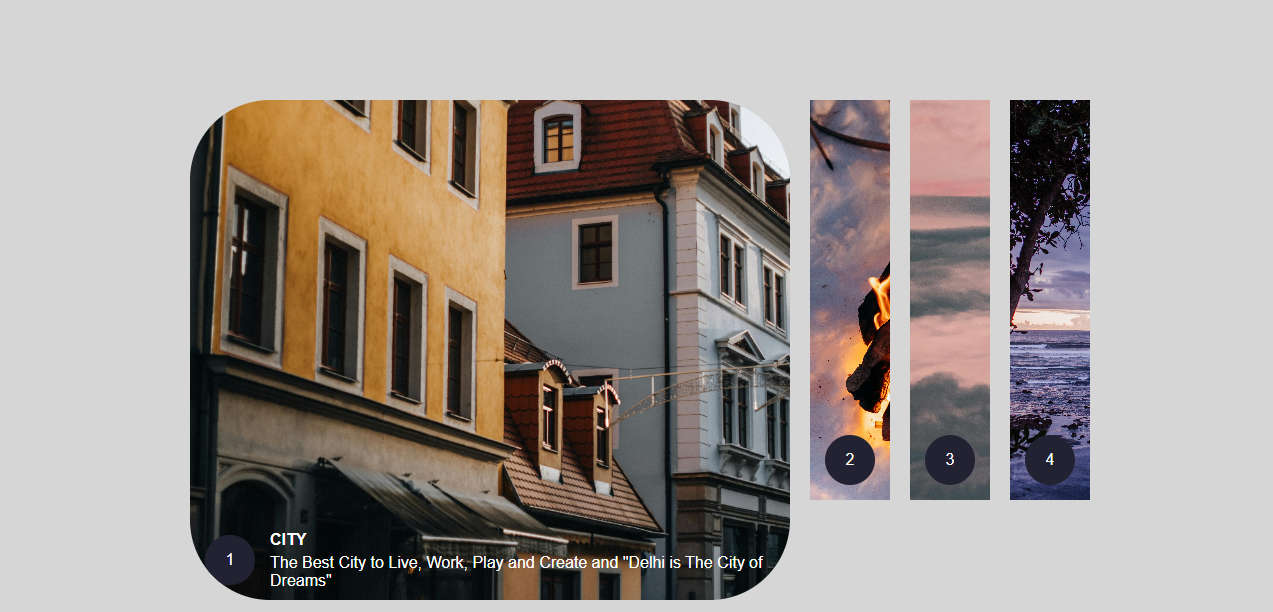 CITY
1
The Best City to Live, Work, Play and Create and "Delhi is The City of
Dreams"
2
3
4